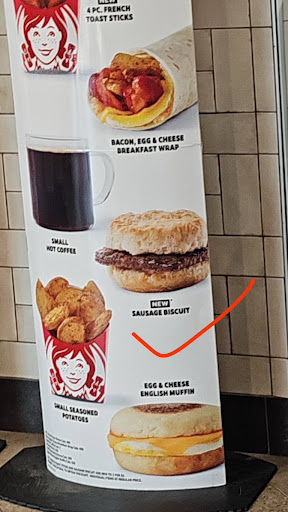 NEW
4 PC. FRENCH
TOAST STICKS
BACON, EGG & CHEESE
BREAKFAST WRAP
SMALL
HOT COFFEE
NEW
SAUSAGE BISCUIT
SMALL SEASONED
POTATOES
EGG & CHEESE
ENGLISH MUFFIN